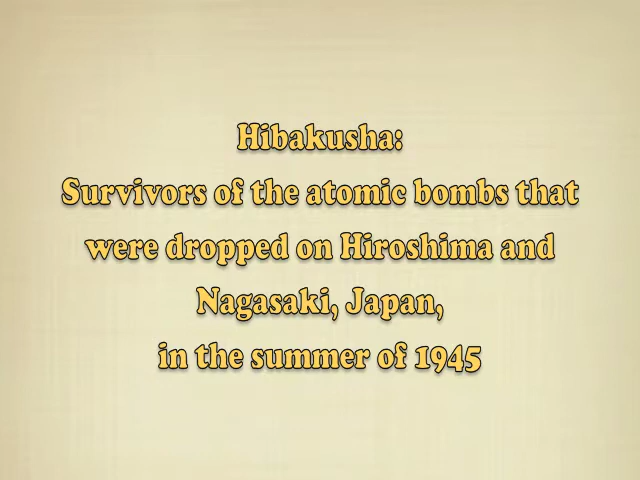 Hibakusha:
Survivors of the atomic bombs that
were dropped on Hiroshima and
Nagasaki, Japan,
in the summer of 1945